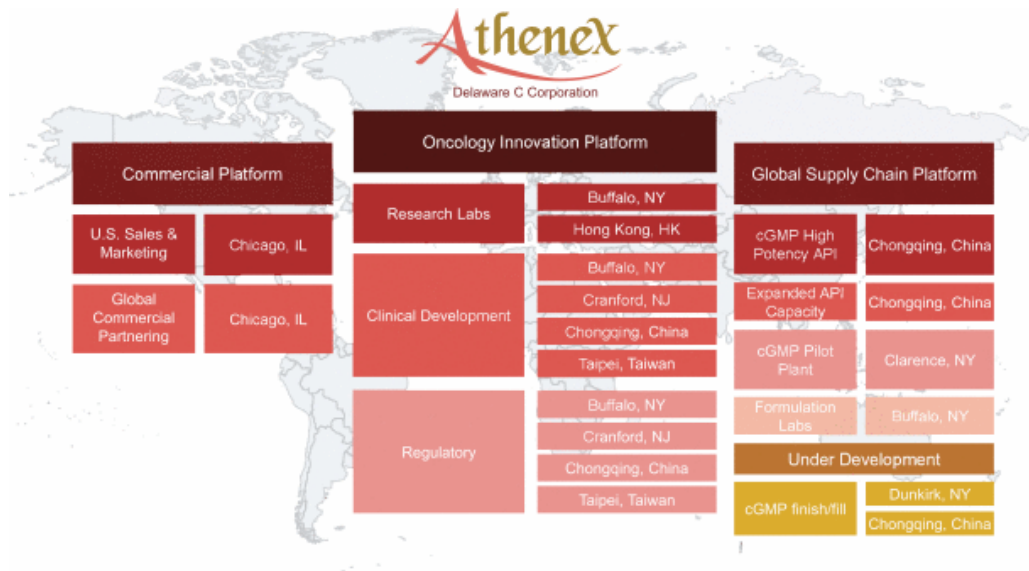 Athenex
Delaware C Corporation
Commercial Platform
U.S. Sales &
Marketing
Chicago, IL
Global
Commercial
Partnering
Chicago, IL
Oncology Innovation Platform
Research Labs
Buffalo, NY
Hong Kong, HK
Clinical Development
Buffalo, NY
Cranford, NJ
Chongqing, China
Taipei, Taiwan
Regulatory
Buffalo, NY
Cranford, NJ
Chongqing, China
Taipei, Taiwan
Global Supply Chain Platform
cGMP High
Potency API
Chongqing, China
Expanded API
Capacity
Chongqing, China
cGMP Pilot
Plant
Clarence, NY
Formulation
Labs
Buffalo, NY
Under Development
cGMP finish/fill
Dunkirk, NY
Chongqing, China